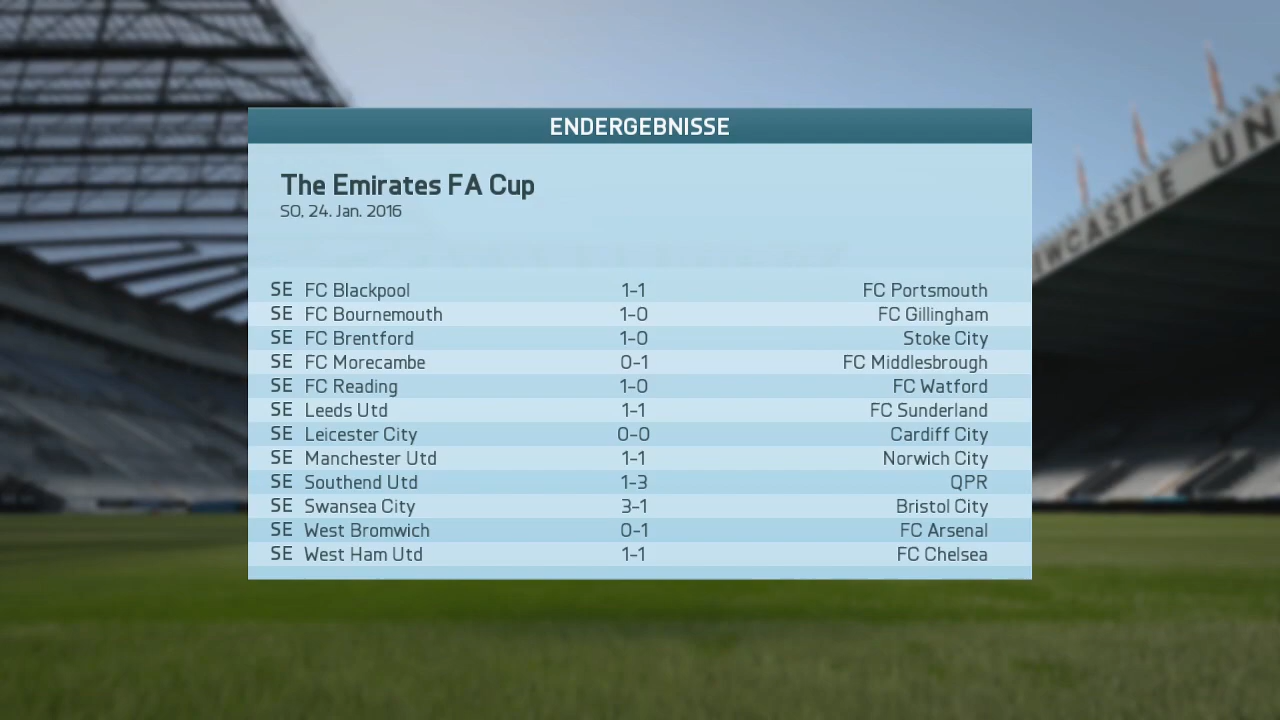 ENDERGEBNISSE
The Emirates FA Cup
SO, 24. Jan. 2016
SE FC Blackpool 1-1 FC Portsmouth
SE FC Bournemouth 1-0 FC Gillingham
SE FC Brentford 1-0 Stoke City
SE FC Morecambe 0-1 FC Middlesbrough
SE FC Reading 1-0 FC Watford
SE Leeds Utd 1-1 FC Sunderland
SE Leicester City 0-0 Cardiff City
SE Manchester Utd 1-1 Norwich City
SE Southend Utd 1-3 QPR
SE Swansea City 3-1 Bristol City
SE West Bromwich 0-1 FC Arsenal
SE West Ham Utd 1-1 FC Chelsea
EWCASTLE UN